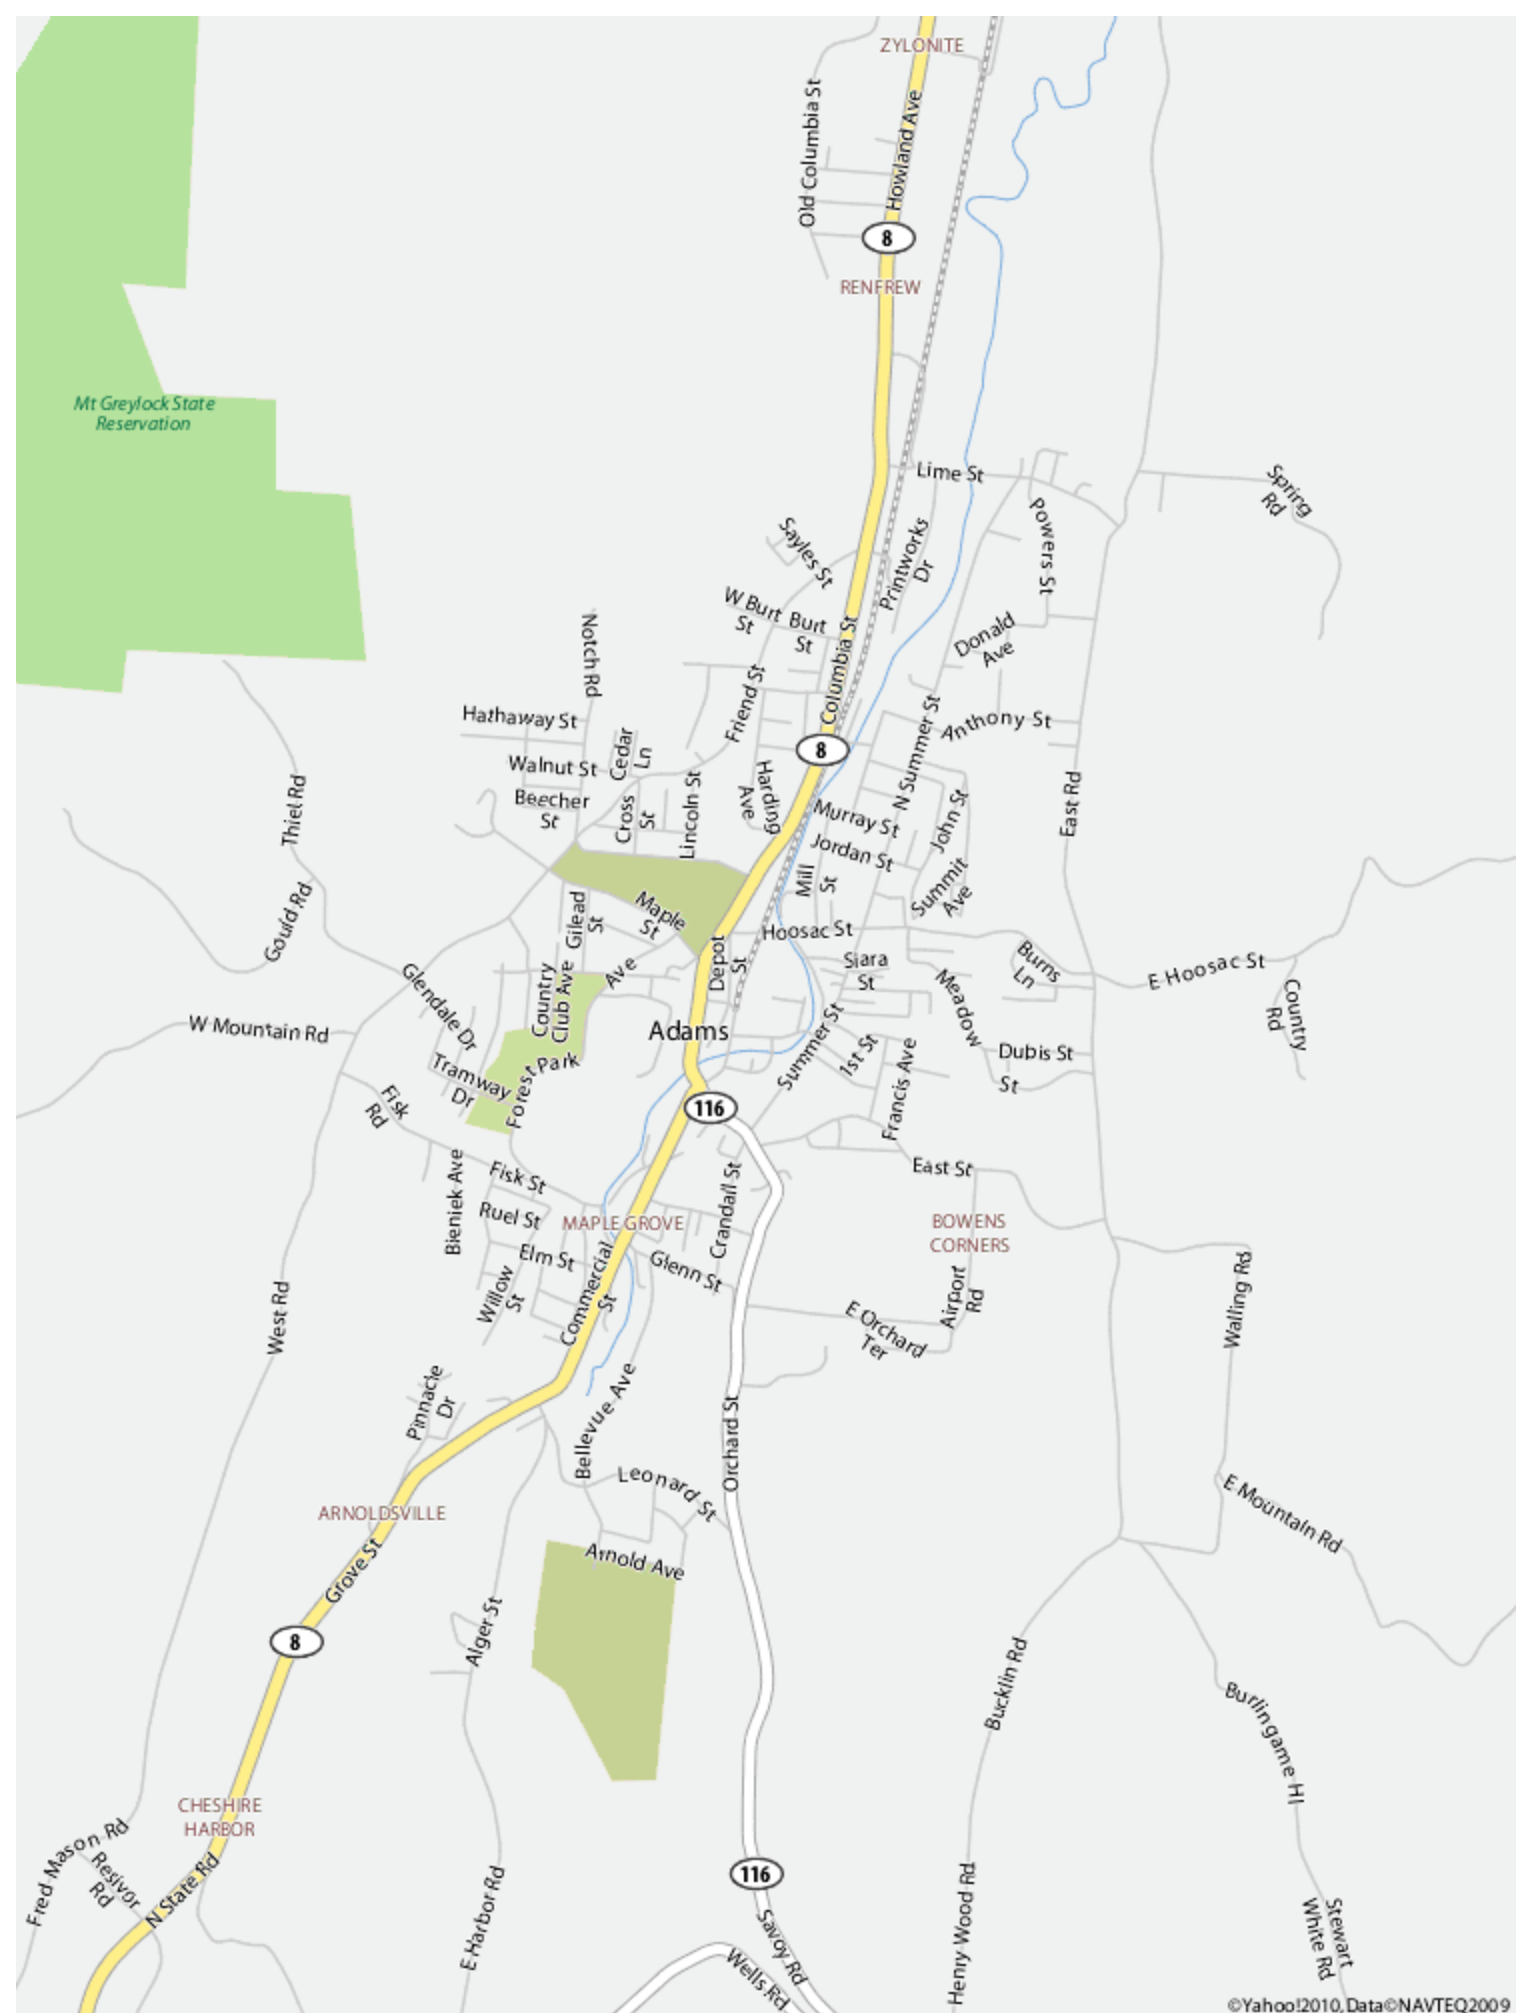 ZYLONITE
Old Columbia St
Howland Ave
8
RENFREW
Mt Greylock State
Reservation
Lime St
Spring
Rd
Powers St
Sayles St
Printworks
Dr
W Burt
St
Burt
St
Columbia St
Donald
Ave
Notch Rd
Friend St
Hathaway St
Cedar
Ln
N Summer St
Anthony St
8
Walnut St
Thiel Rd
Beecher
St
Cross
St
Lincoln St
Harding
Ave
Murray St
John St
East Rd
Jordan St
Mill
St
Summit
Ave
Gould Rd
Gilead
St
Maple
St
Hoosac St
Depot
St
Siara
St
Burns
Ln
E Hoosac St
Glendale Dr
Country
Club Ave
Ave
Meadow
St
Country
Rd
W Mountain Rd
Adams
Summer St
1st St
Francis Ave
Dubis St
Tramway
Dr
Forest Park
Fisk
Rd
116
Bieniek Ave
Fisk St
East St
Ruel St
MAPLE GROVE
Crandall St
BOWENS
CORNERS
Elm St
Glenn St
Willow
St
Commercial
St
Airport
Rd
E Orchard
Ter
Walling Rd
West Rd
Pinnacle
Dr
Bellevue Ave
Orchard St
Leonard St
E Mountain Rd
ARNOLDSVILLE
Grove St
Arnold Ave
Alger St
8
Bucklin Rd
Burlingame Hl
CHESHIRE
HARBOR
Fred Mason Rd
Resivor
Rd
N State Rd
E Harbor Rd
116
Savoy Rd
Wells Rd
Henry Wood Rd
Stewart
White Rd
©Yahoo!2010, Data©NAVTEQ2009